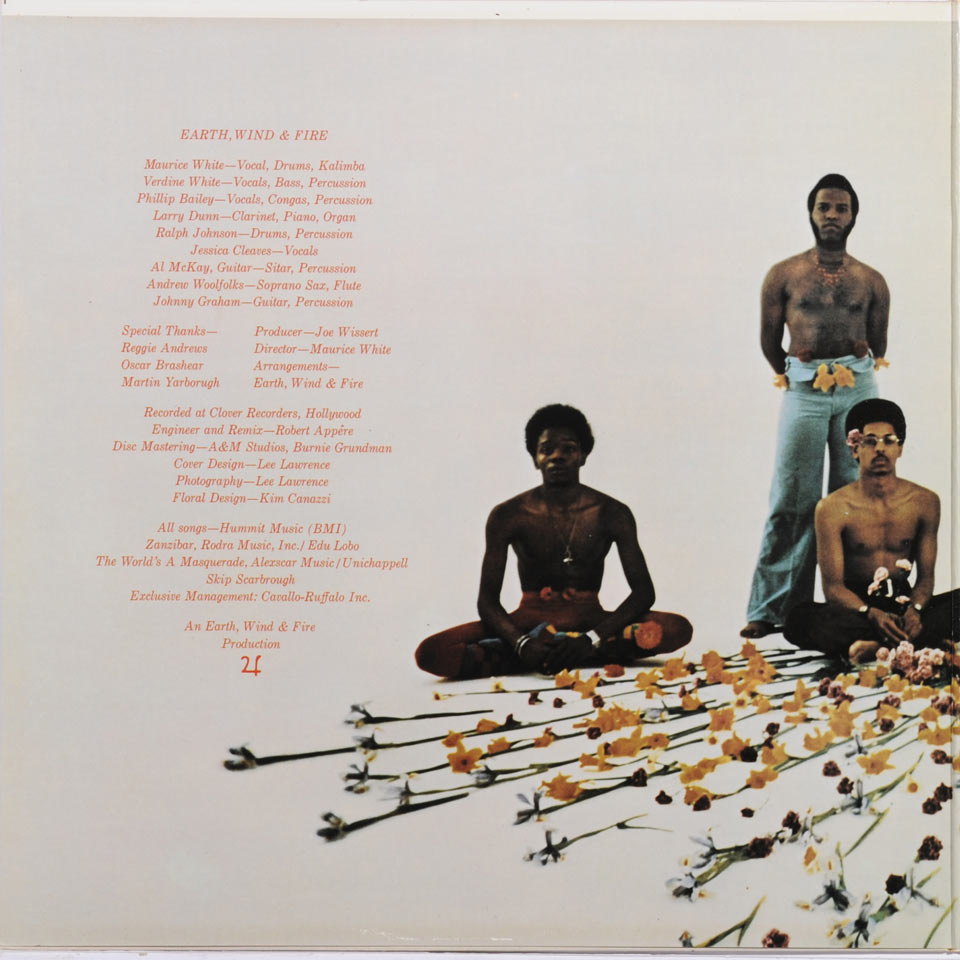 EARTH, WIND & FIRE
Maurice White—Vocal, Drums, Kalimba
Verdine White—Vocals, Bass, Percussion
Phillip Bailey—Vocals, Congas, Percussion
Larry Dunn—Clarinet, Piano, Organ
Ralph Johnson—Drums, Percussion
Jessica Cleaves—Vocals
Al McKay, Guitar—Sitar, Percussion
Andrew Woolfolks—Soprano Sax, Flute
Johnny Graham—Guitar, Percussion
Special Thanks—
Reggie Andrews
Oscar Brashear
Martin Yarborugh
Producer—Joe Wissert
Director—Maurice White
Arrangements—
Earth, Wind & Fire
Recorded at Clover Recorders, Hollywood
Engineer and Remix—Robert Appére
Disc Mastering—A&M Studios, Burnie Grundman
Cover Design—Lee Lawrence
Photography—Lee Lawrence
Floral Design—Kim Canazzi
All songs—Hummit Music (BMI)
Zanzibar, Rodra Music, Inc./Edu Lobo
The World's A Masquerade, Alexscar Music/Unichappell
Skip Scarbrough
Exclusive Management: Cavallo-Ruffalo Inc.
An Earth, Wind & Fire
Production